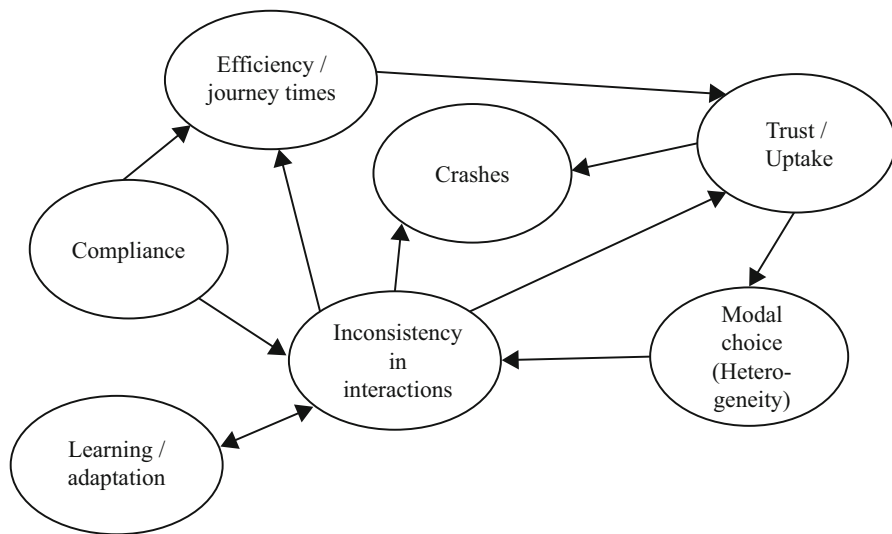 Efficiency /
journey times
Trust /
Uptake
Crashes
Compliance
Inconsistency
in
interactions
Modal
choice
(Hetero-
geneity)
Learning /
adaptation